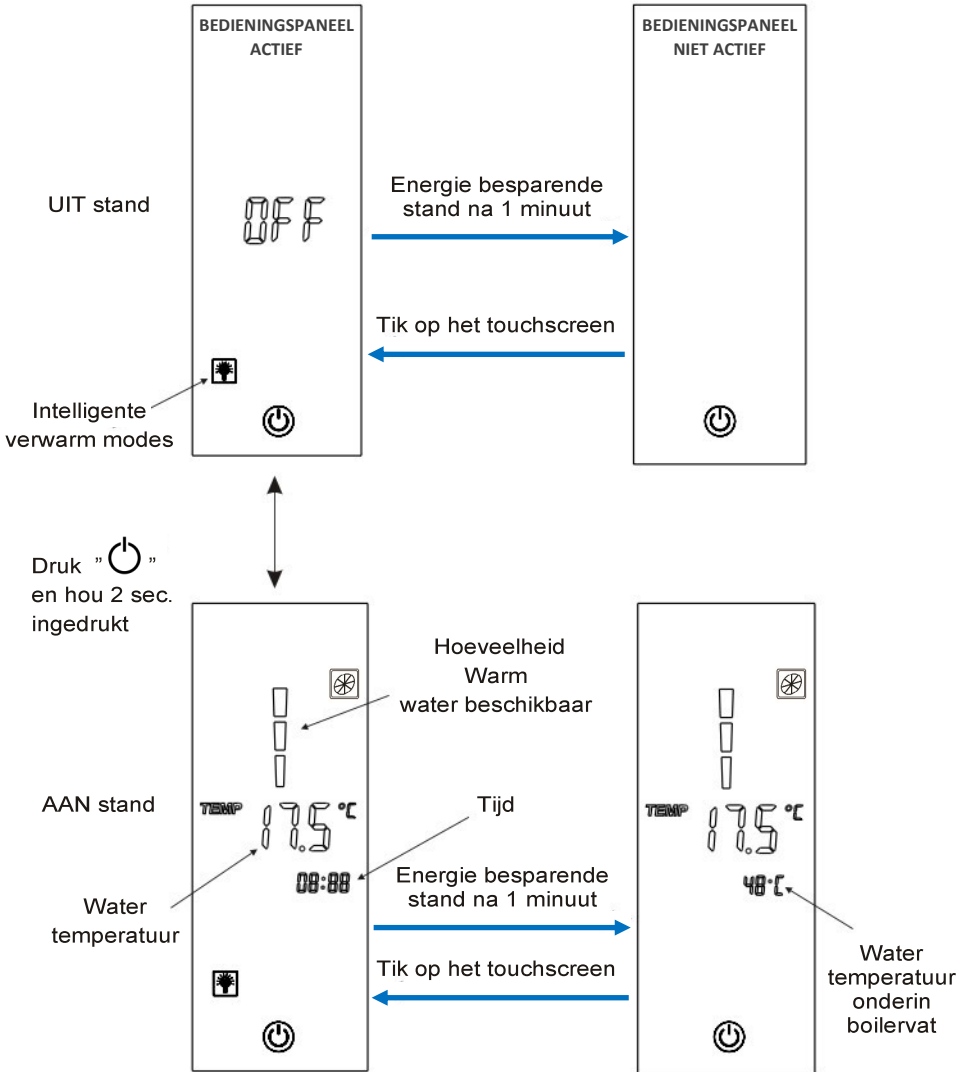 BEDIENINGSPANEEL
ACTIEF
BEDIENINGSPANEEL
NIET ACTIEF
UIT stand
OFF
Energie besparende
stand na 1 minuut
Tik op het touchscreen
Intelligente
verwarm modes
Druk " "
en hou 2 sec.
ingedrukt
Hoeveelheid
Warm
water beschikbaar
AAN stand
TEMP 17.5 °C
Tijd
08:88
Water
temperatuur
Energie besparende
stand na 1 minuut
Tik op het touchscreen
TEMP 17.5 °C
48°C
Water
temperatuur
onderin
boilervat